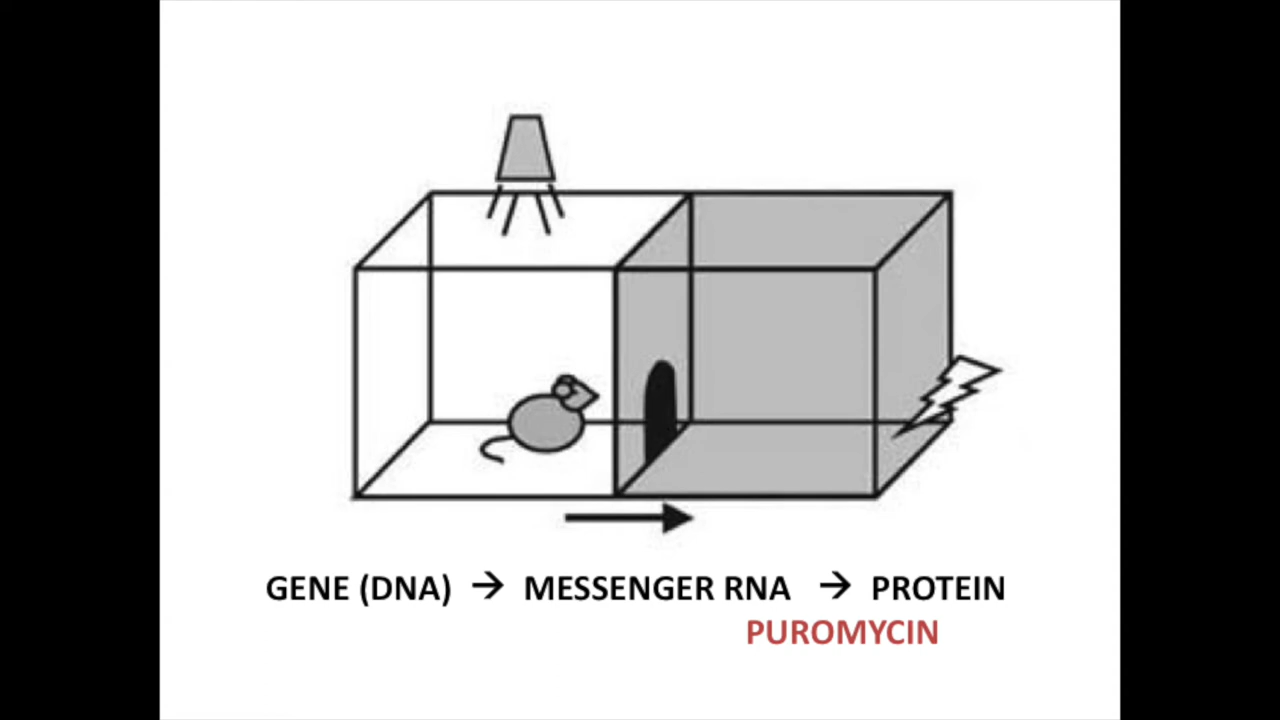 GENE (DNA) → MESSENGER RNA → PROTEIN
PUROMYCIN